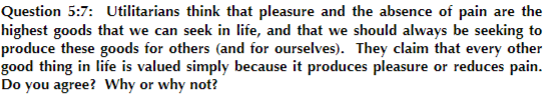 Question 5:7:  Utilitarians think that pleasure and the absence of pain are the
highest goods that we can seek in life, and that we should always be seeking to
produce these goods for others (and for ourselves).  They claim that every other
good thing in life is valued simply because it produces pleasure or reduces pain.
Do you agree?  Why or why not?